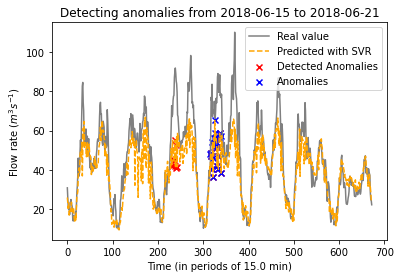 Detecting anomalies from 2018-06-15 to 2018-06-21
Real value
Predicted with SVR
Detected Anomalies
Anomalies
Flow rate (m³s⁻¹)
100
80
60
40
20
0 100 200 300 400 500 600 700
Time (in periods of 15.0 min)